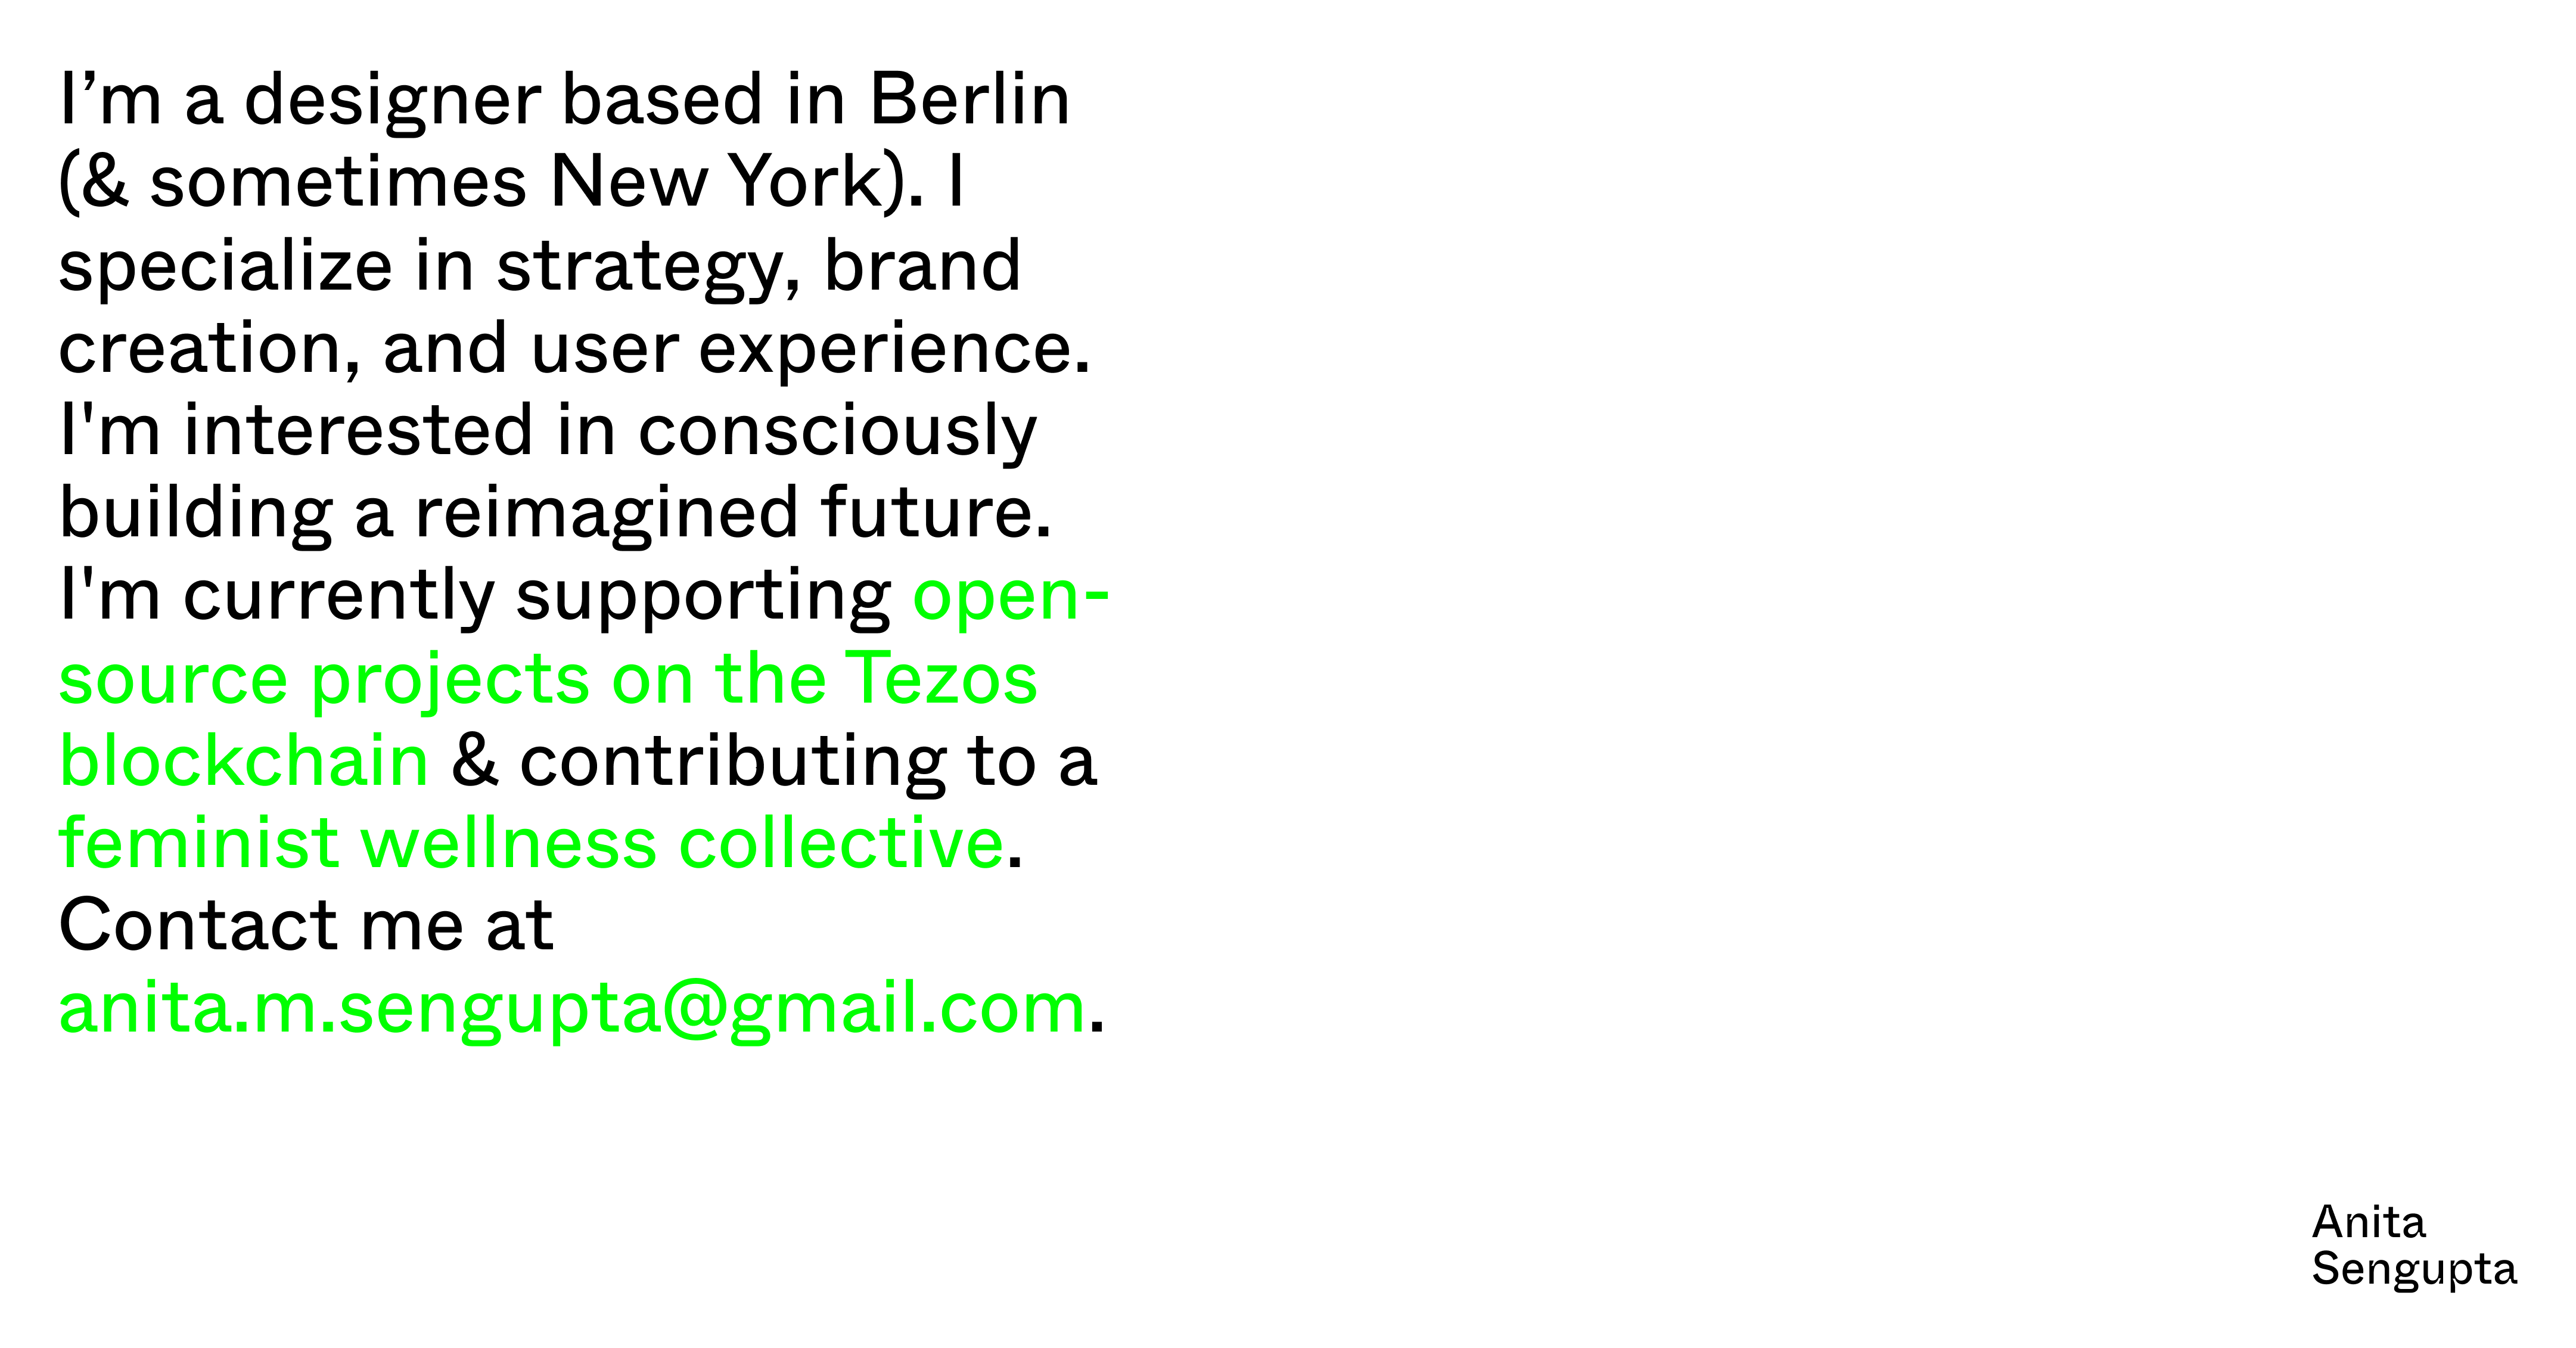 I’m a designer based in Berlin
(& sometimes New York). I
specialize in strategy, brand
creation, and user experience.
I'm interested in consciously
building a reimagined future.
I'm currently supporting open-
source projects on the Tezos
blockchain & contributing to a
feminist wellness collective.
Contact me at
anita.m.sengupta@gmail.com.
Anita
Sengupta